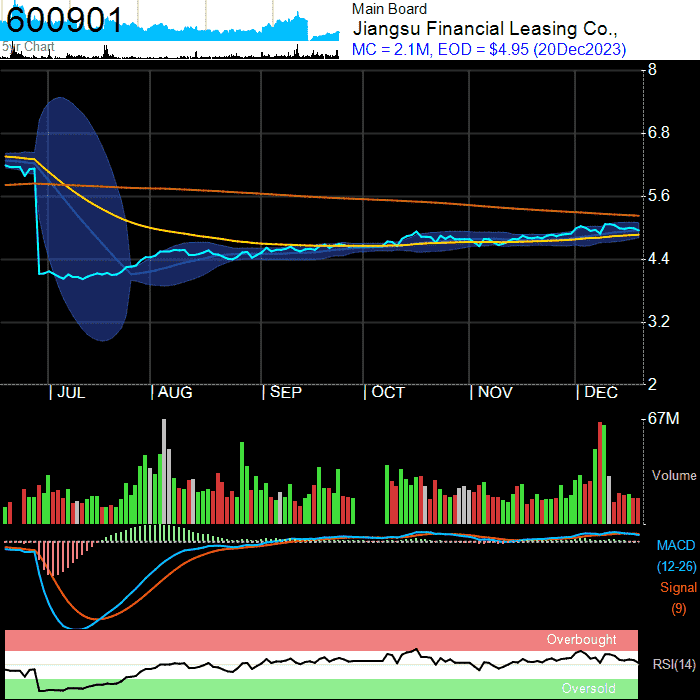 600901
5yr Chart
Main Board
Jiangsu Financial Leasing Co.,
MC = 2.1M, EOD = $4.95 (20Dec2023)
8
6.8
5.6
4.4
3.2
2
| JUL | AUG | SEP | OCT | NOV | DEC
67M
Volume
MACD
(12-26)
Signal
(9)
Overbought
RSI(14)
Oversold